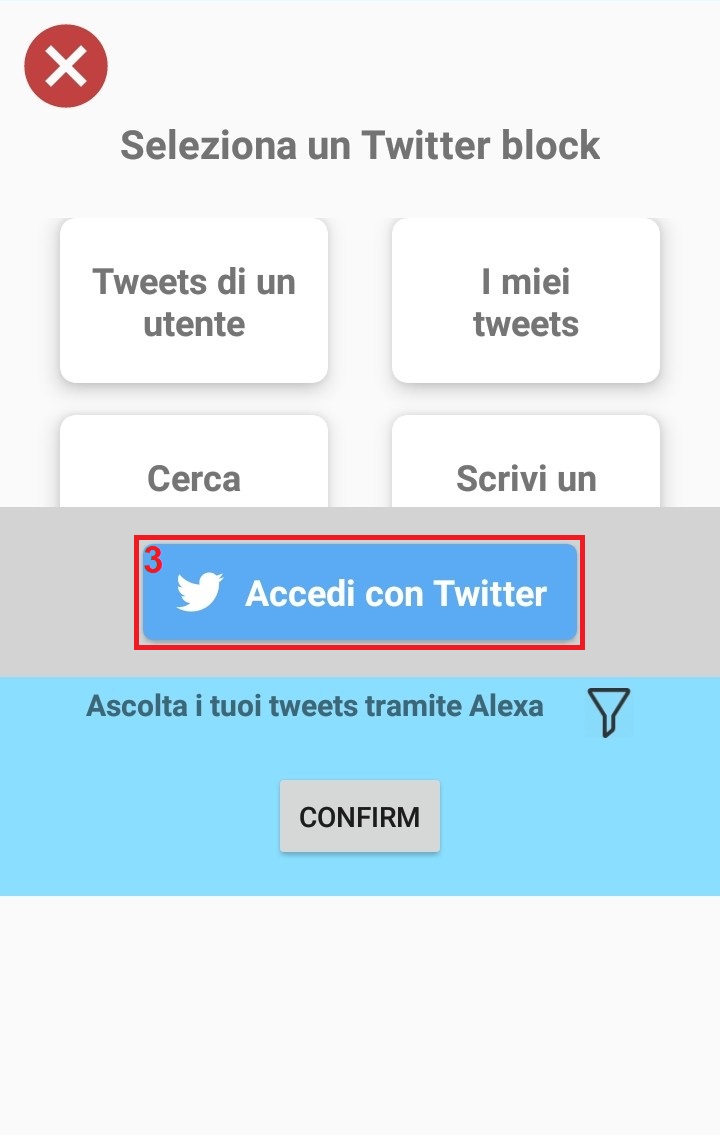 Seleziona un Twitter block
Tweets di un
utente
I miei
tweets
Cerca
Scrivi un
3
Accedi con Twitter
Ascolta i tuoi tweets tramite Alexa
CONFIRM